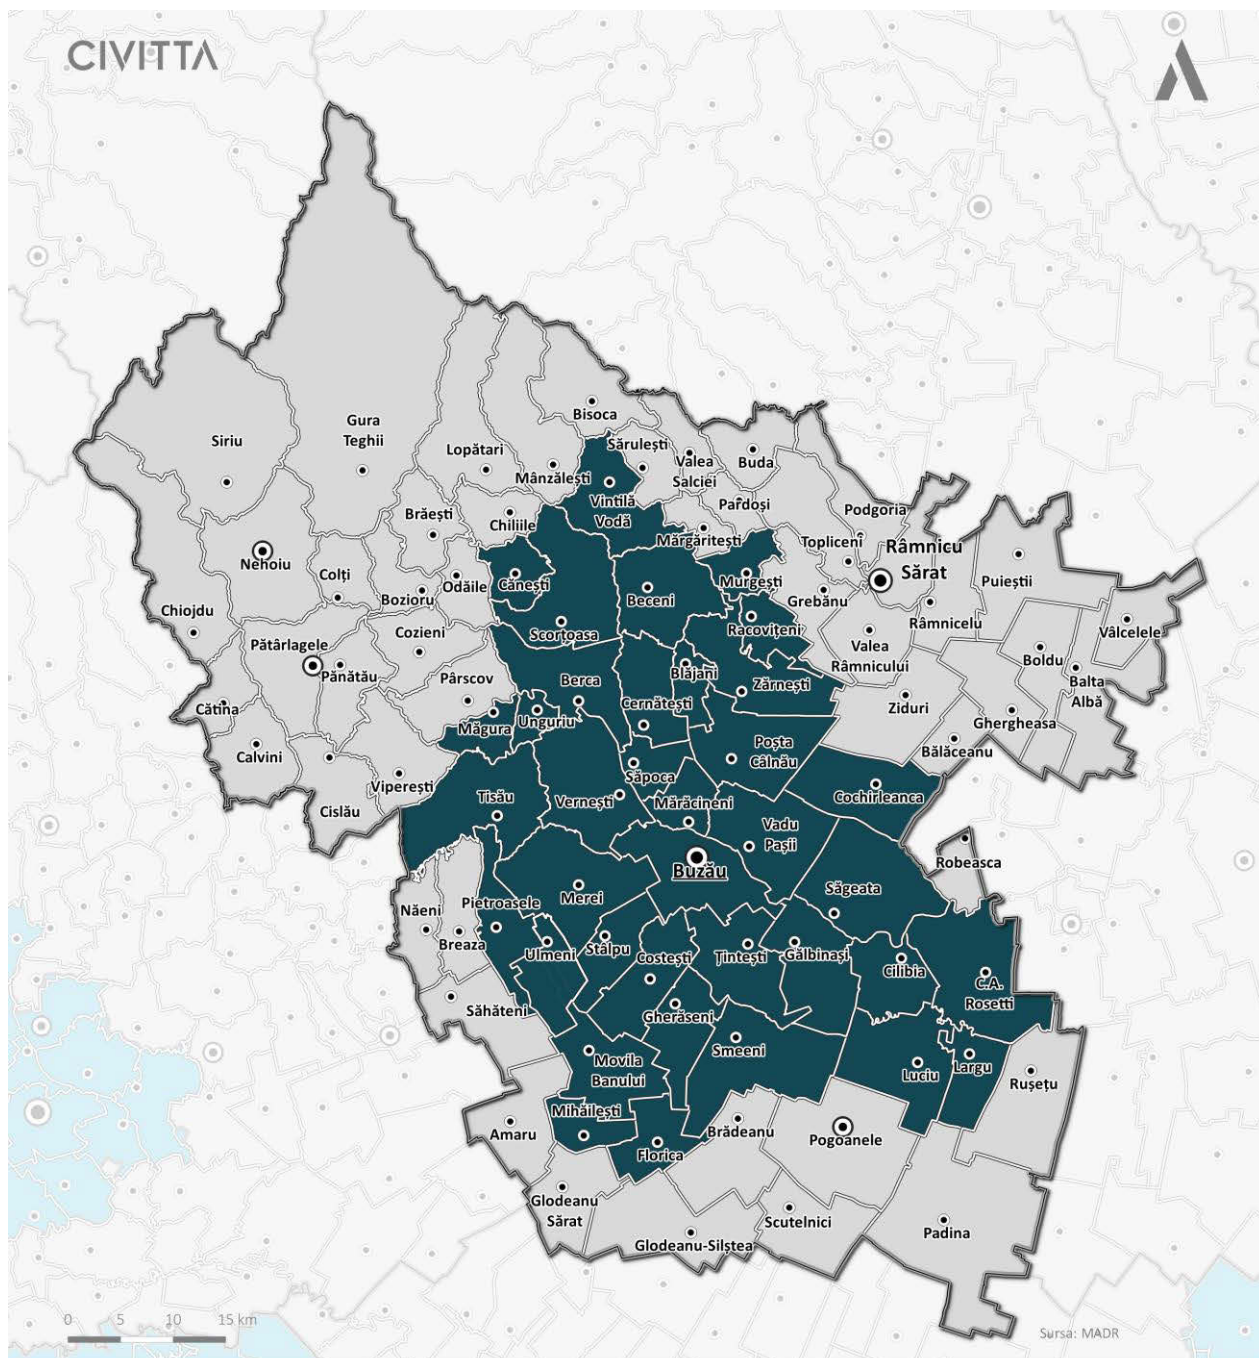 CIVITTA
Bisoca
Siriu
Gura
Teghii
Lopătari
Sărulești
Valea
Salciei
Buda
Mânzălești
Vintilă
Vodă
Pardoși
Podgoria
Brăești
Chiliile
Mărgăritești
Topliceni
Râmnicu
Sărat
Nehoiu
Colți
Bozioru
Odăile
Cănești
Beceni
Murgești
Grebănu
Puieștii
Chiojdu
Cozieni
Scorțoasa
Racovițeni
Râmnicelu
Vâlcelele
Pătârlagele
Pănătău
Pârscov
Berca
Blăjani
Zărnești
Valea
Râmnicului
Boldu
Balta
Albă
Cătina
Măgura
Unguriu
Cernătești
Ziduri
Ghergheasa
Calvini
Poșta
Câlnău
Bălăceanu
Viperești
Săpoca
Cislău
Tisău
Vernești
Mărăcineni
Cochirleanca
Vadu
Pașii
Robeasca
Buzău
Merei
Săgeata
Năeni
Pietroasele
Breaza
Ulmeni
Stâlpu
Costești
Țintești
Gălbinași
Cilibia
C.A.
Rosetti
Săhăteni
Gherăseni
Smeeni
Movila
Banului
Luciu
Largu
Rușețu
Mihăilești
Amaru
Florica
Brădeanu
Pogoanele
Glodeanu
Sărat
Scutelnici
Padina
Glodeanu-Silștea
0 5 10 15 km
Sursa: MADR